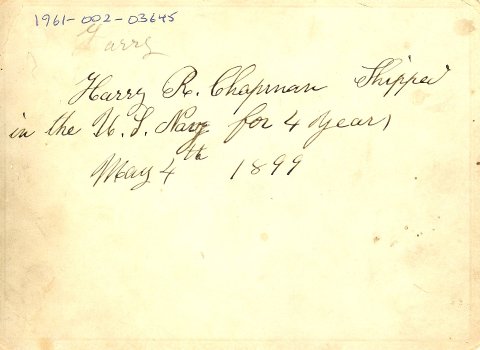 1961-002-03645
Harry
Harry R. Chapman Shipped
in the U.S. Navy for 4 years
May 4th 1899